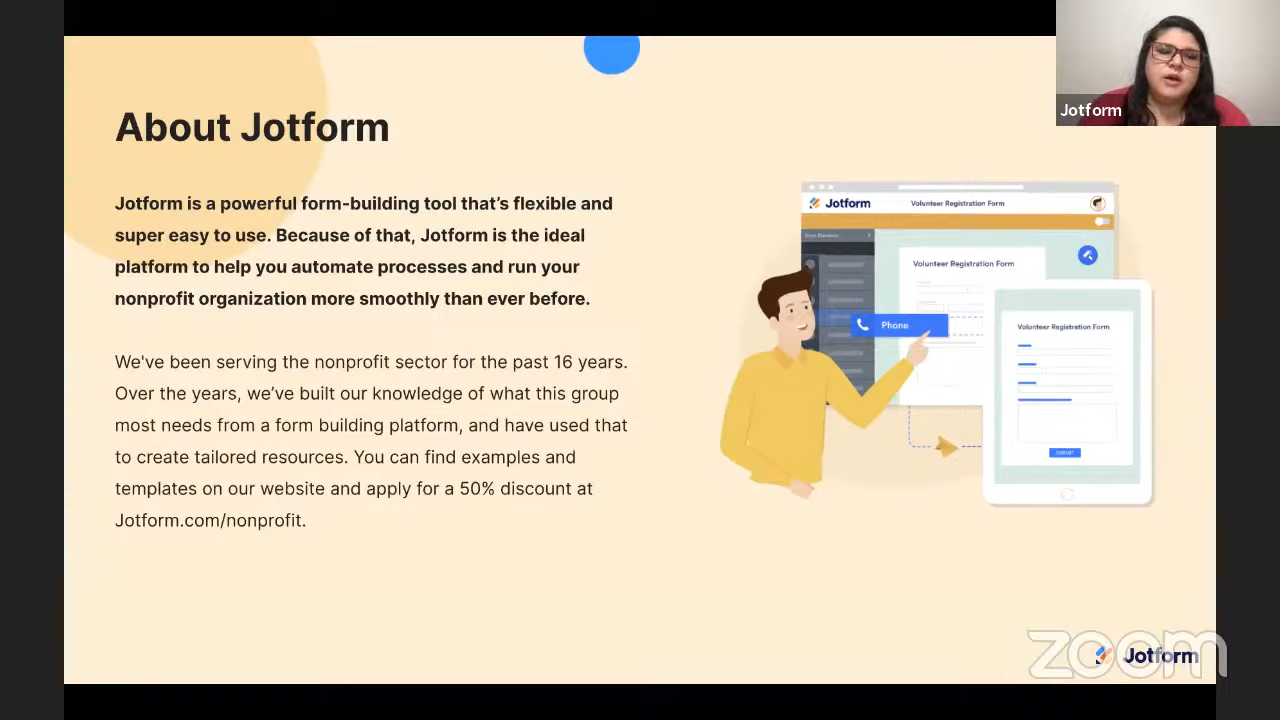 About Jotform
Jotform is a powerful form-building tool that's flexible and
super easy to use. Because of that, Jotform is the ideal
platform to help you automate processes and run your
nonprofit organization more smoothly than ever before.
We've been serving the nonprofit sector for the past 16 years.
Over the years, we've built our knowledge of what this group
most needs from a form building platform, and have used that
to create tailored resources. You can find examples and
templates on our website and apply for a 50% discount at
Jotform.com/nonprofit.
Jotform
Jotform
Volunteer Registration Form
Volunteer Registration Form
Phone
Volunteer Registration Form
SUBMIT
zoom
Jotform